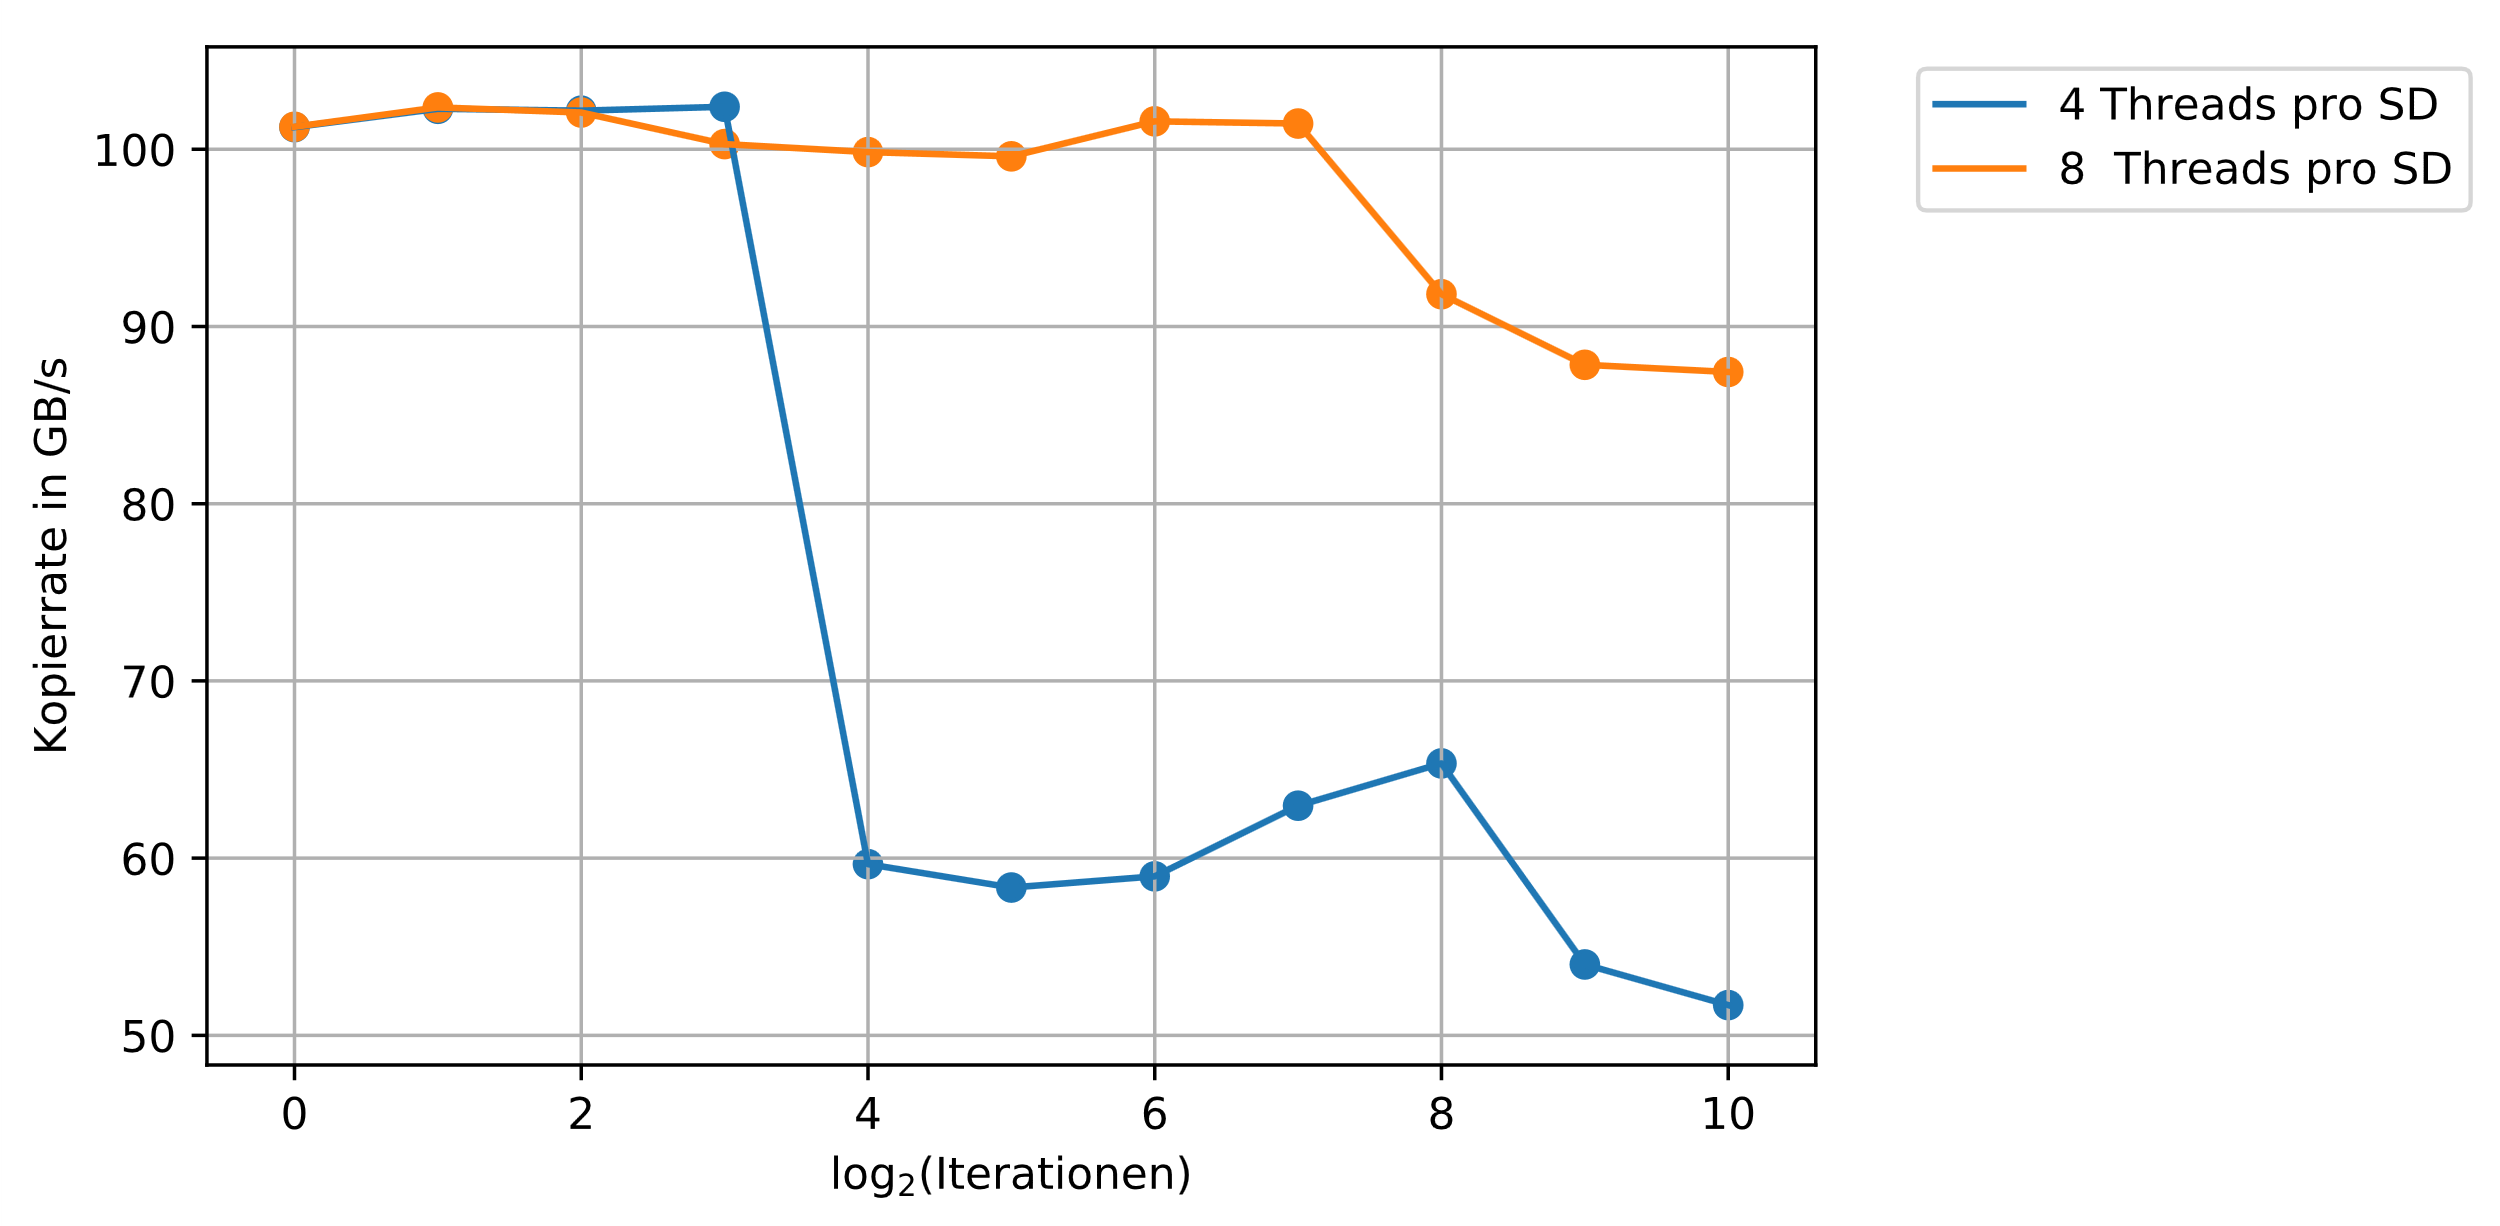 4 Threads pro SD
8 Threads pro SD
100
90
80
70
60
50
Kopierrate in GB/s
0 2 4 6 8 10
log₂(Iterationen)